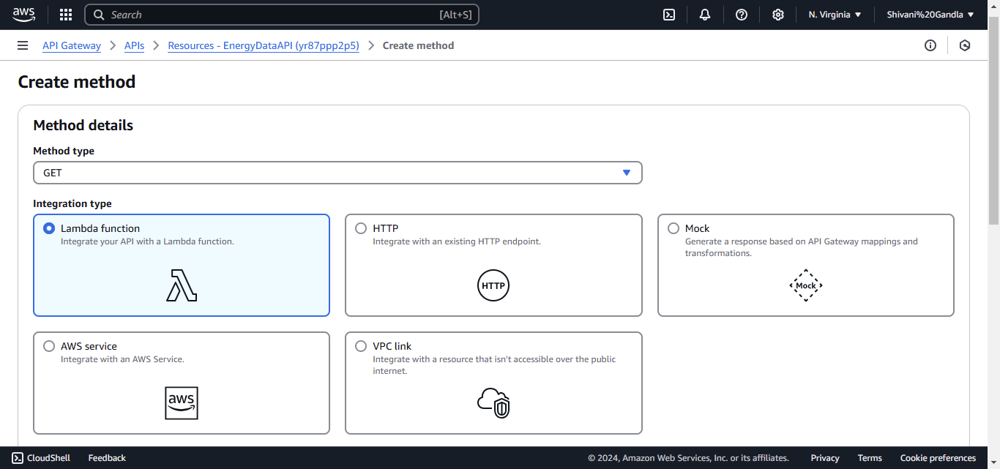 aws
Search [Alt+S]
N. Virginia
Shivani%20Gandla
API Gateway
APIs
Resources - EnergyDataAPI (yr87ppp2p5)
Create method
Create method
Method details
Method type
GET
Integration type
Lambda function
Integrate your API with a Lambda function.
HTTP
Integrate with an existing HTTP endpoint.
HTTP
Mock
Generate a response based on API Gateway mappings and
transformations.
Mock
AWS service
Integrate with an AWS Service.
aws
VPC link
Integrate with a resource that isn't accessible over the public
internet.
CloudShell
Feedback
© 2024, Amazon Web Services, Inc. or its affiliates.
Privacy
Terms
Cookie preferences